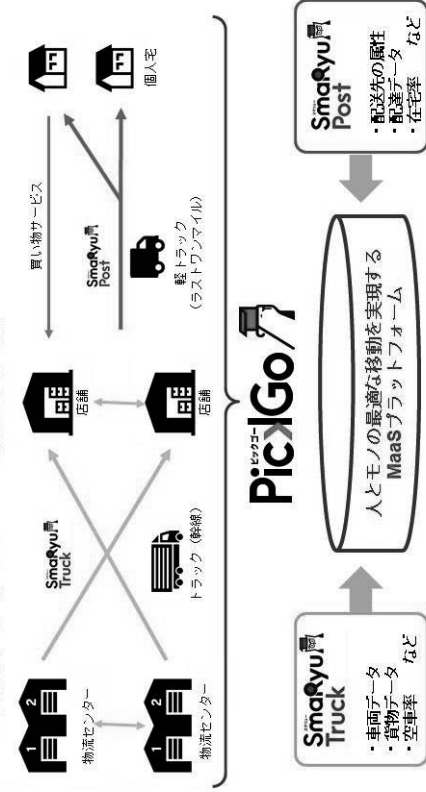 買い物サービス
SmaRyu
Post
個人宅
軽トラック
(ラストワンマイル)
店舗
店舗
SmaRyu
Truck
トラック(幹線)
1 2
物流センター
1 2
物流センター
ピックゴー
PickGo
SmaRyu
Truck
・車両データ
・貨物データ
・空車率 など
人とモノの最適な移動を実現する
MaaSプラットフォーム
SmaRyu
Post
・配送先の属性
・配達データ
・在宅率 など